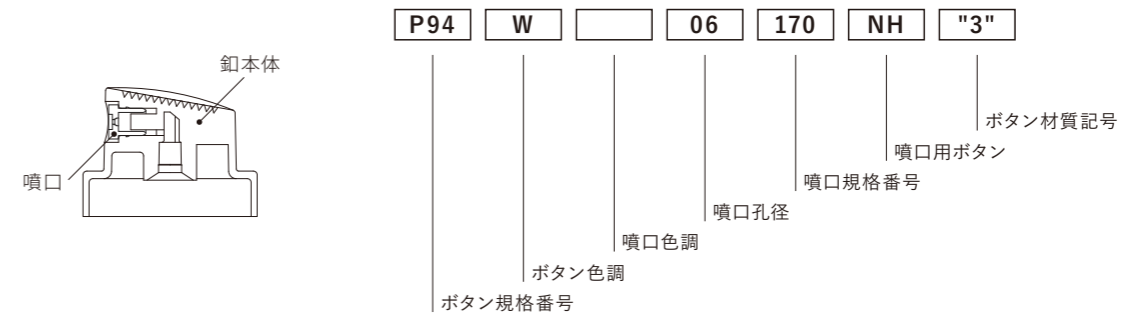 P94 W 06 170 NH "3"
釦本体
ボタン材質記号
噴口用ボタン
噴口
噴口規格番号
噴口孔径
噴口色調
ボタン色調
ボタン規格番号